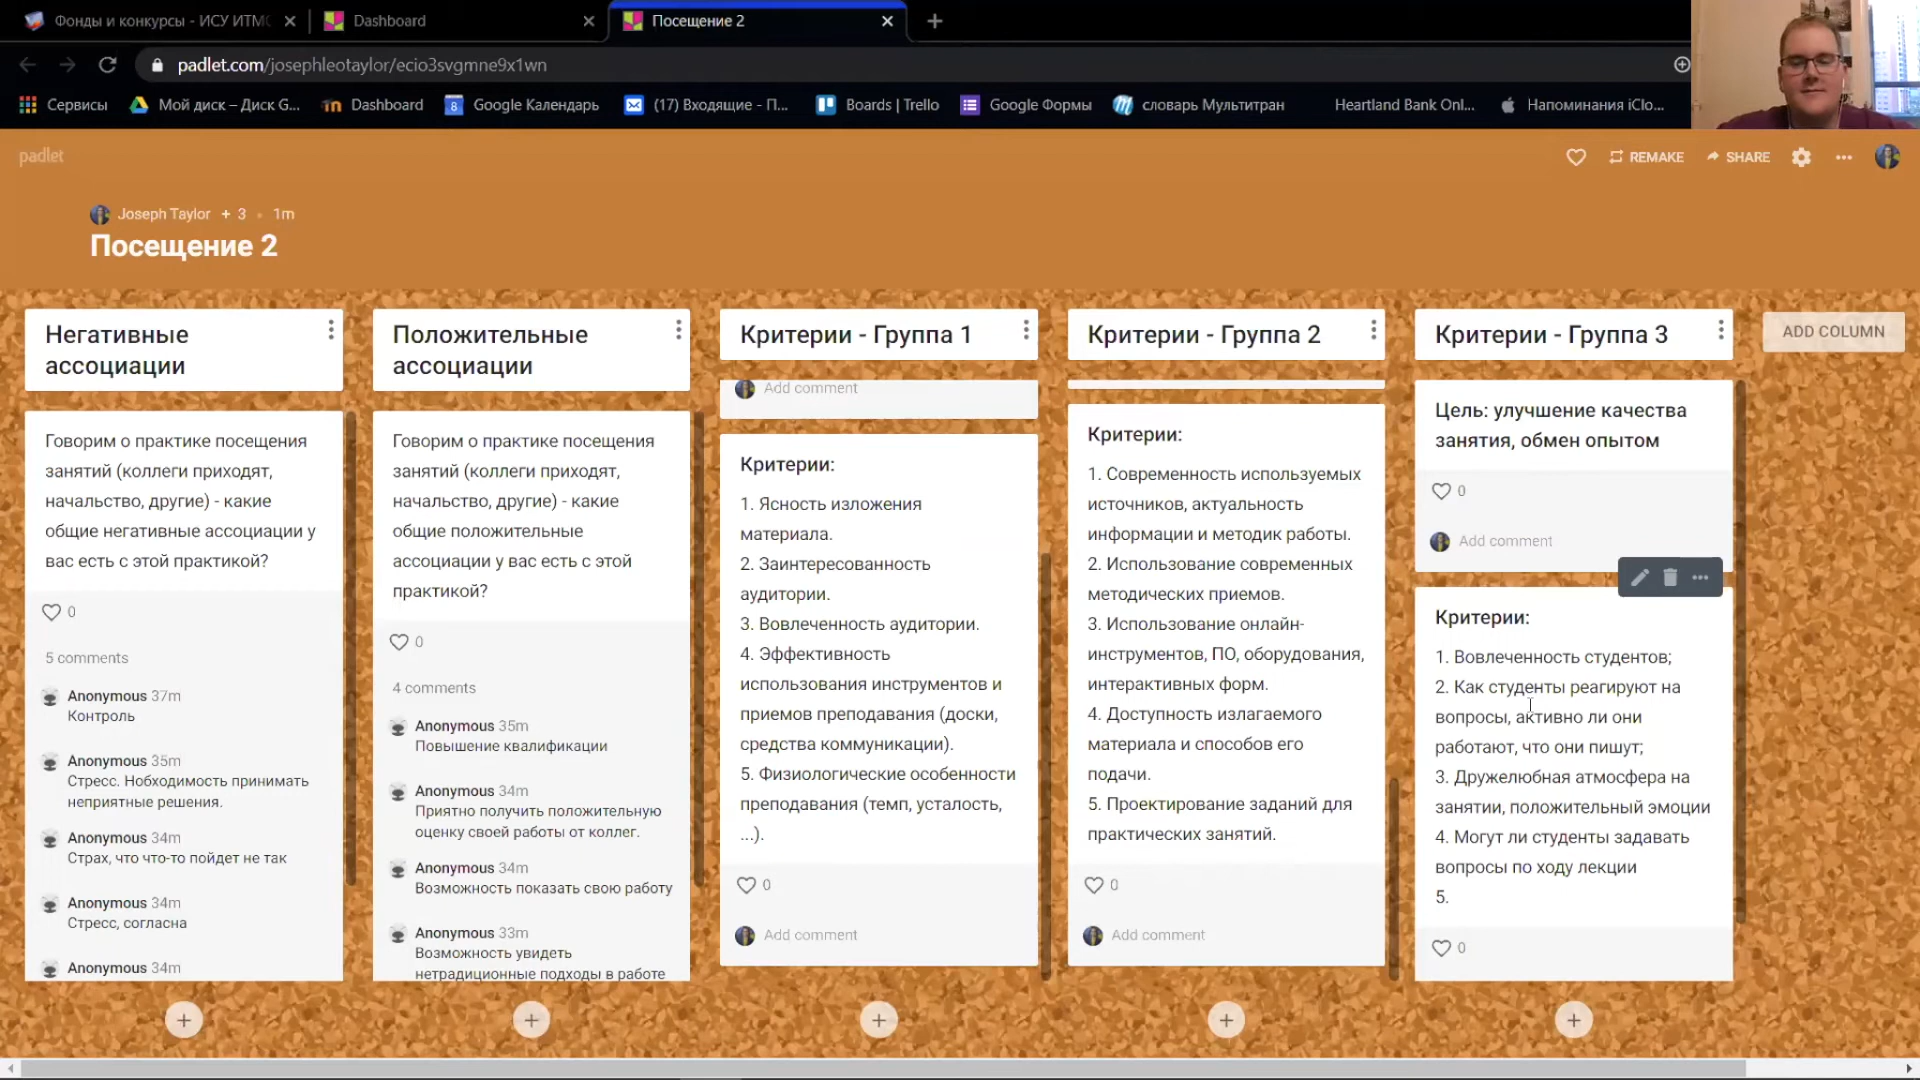 Фонды и конкурсы - ИСУ ИТМО
Dashboard
Посещение 2
padlet.com/josephleotaylor/ecio3svgmne9x1wn
Сервисы
Мой диск – Диск G...
Dashboard
Google Календарь
(17) Входящие - П...
Boards | Trello
Google Формы
словарь Мультитран
Heartland Bank Onl...
Напоминания iClo...
padlet
REMAKE
SHARE
Joseph Taylor + 3 • 1m
Посещение 2
Негативные
ассоциации
Говорим о практике посещения
занятий (коллеги приходят,
начальство, другие) - какие
общие негативные ассоциации у
вас есть с этой практикой?
0
5 comments
Anonymous 37m
Контроль
Anonymous 35m
Стресс. Нобходимость принимать
неприятные решения.
Anonymous 34m
Страх, что что-то пойдет не так
Anonymous 34m
Стресс, согласна
Anonymous 34m
Положительные
ассоциации
Говорим о практике посещения
занятий (коллеги приходят,
начальство, другие) - какие
общие положительные
ассоциации у вас есть с этой
практикой?
0
4 comments
Anonymous 35m
Повышение квалификации
Anonymous 34m
Приятно получить положительную
оценку своей работы от коллег.
Anonymous 34m
Возможность показать свою работу
Anonymous 33m
Возможность увидеть
нетрадиционные подходы в работе
Критерии - Группа 1
Add comment
Критерии:
1. Ясность изложения
материала.
2. Заинтересованность
аудитории.
3. Вовлеченность аудитории.
4. Эффективность
использования инструментов и
приемов преподавания (доски,
средства коммуникации).
5. Физиологические особенности
преподавания (темп, усталость,
...).
0
Add comment
Критерии - Группа 2
Критерии:
1. Современность используемых
источников, актуальность
информации и методик работы.
2. Использование современных
методических приемов.
3. Использование онлайн-
инструментов, ПО, оборудования,
интерактивных форм.
4. Доступность излагаемого
материала и способов его
подачи.
5. Проектирование заданий для
практических занятий.
0
Add comment
Критерии - Группа 3
Цель: улучшение качества
занятия, обмен опытом
0
Add comment
Критерии:
1. Вовлеченность студентов;
2. Как студенты реагируют на
вопросы, активно ли они
работают, что они пишут;
3. Дружелюбная атмосфера на
занятии, положительный эмоции
4. Могут ли студенты задавать
вопросы по ходу лекции
5.
0
ADD COLUMN